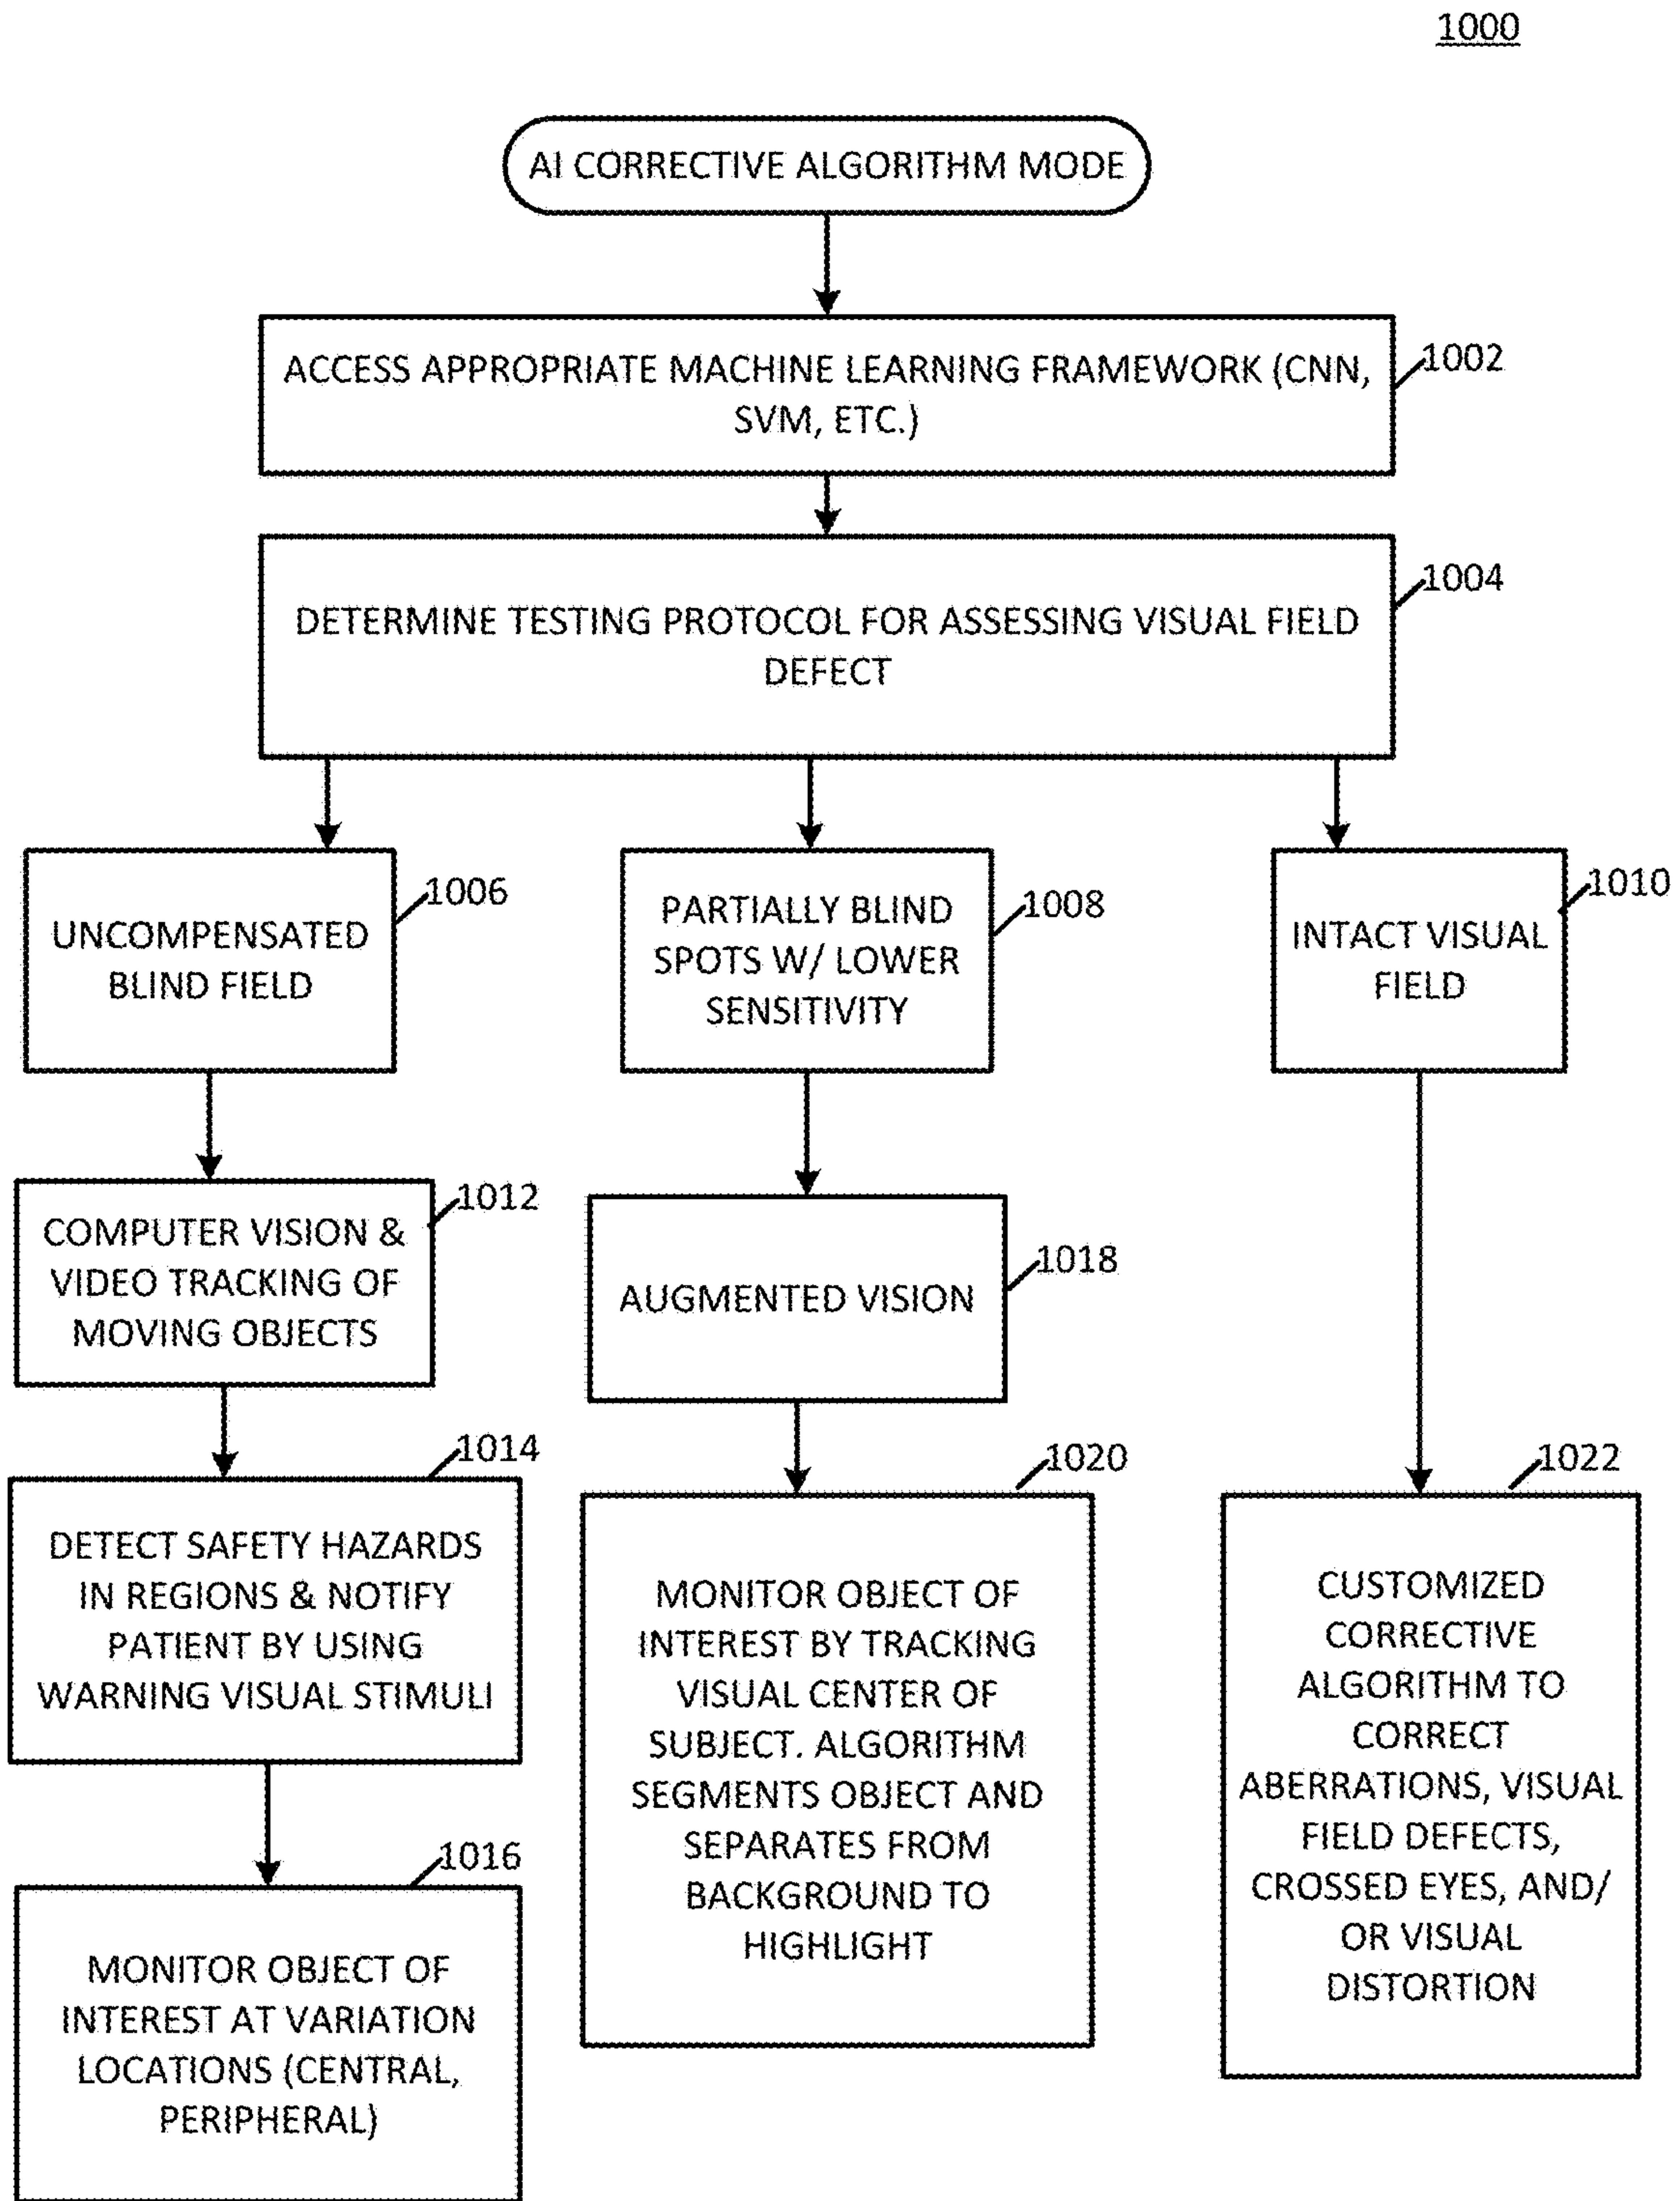 1000
AI CORRECTIVE ALGORITHM MODE
ACCESS APPROPRIATE MACHINE LEARNING FRAMEWORK (CNN,
SVM, ETC.)
1002
DETERMINE TESTING PROTOCOL FOR ASSESSING VISUAL FIELD
DEFECT
1004
UNCOMPENSATED
BLIND FIELD
1006
PARTIALLY BLIND
SPOTS W/ LOWER
SENSITIVITY
1008
INTACT VISUAL
FIELD
1010
COMPUTER VISION &
VIDEO TRACKING OF
MOVING OBJECTS
1012
AUGMENTED VISION
1018
DETECT SAFETY HAZARDS
IN REGIONS & NOTIFY
PATIENT BY USING
WARNING VISUAL STIMULI
1014
MONITOR OBJECT OF
INTEREST BY TRACKING
VISUAL CENTER OF
SUBJECT. ALGORITHM
SEGMENTS OBJECT AND
SEPARATES FROM
BACKGROUND TO
HIGHLIGHT
1020
CUSTOMIZED
CORRECTIVE
ALGORITHM TO
CORRECT
ABERRATIONS, VISUAL
FIELD DEFECTS,
CROSSED EYES, AND/
OR VISUAL
DISTORTION
1022
MONITOR OBJECT OF
INTEREST AT VARIATION
LOCATIONS (CENTRAL,
PERIPHERAL)
1016